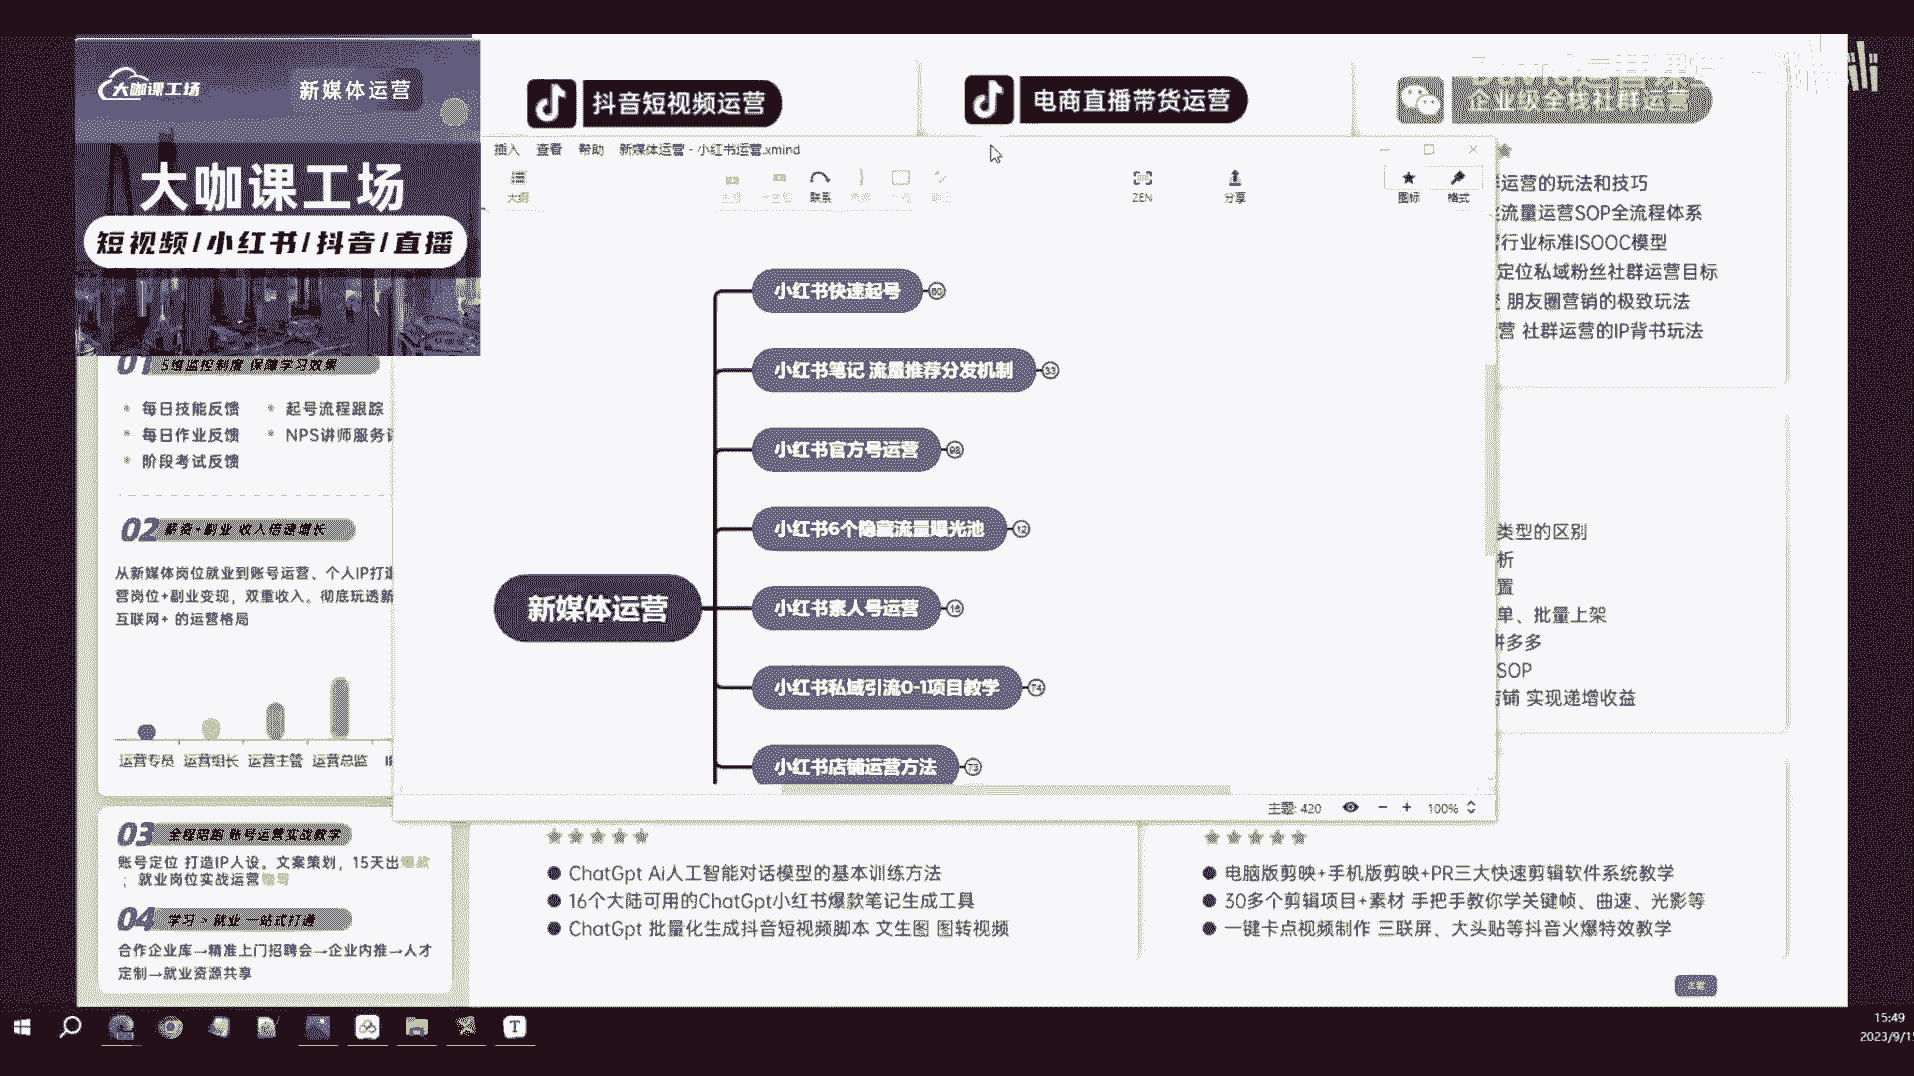 大咖课工场
新媒体运营
大咖课工场
短视频/小红书/抖音/直播
抖音短视频运营
电商直播带货运营
企业级全栈社群运营
插入 查看 帮助 新媒体运营 - 小红书运营.xmind
大纲
联系
ZEN
分享
图标
格式
新媒体运营
小红书快速起号
小红书笔记 流量推荐分发机制
33
小红书官方号运营
98
小红书6个隐藏流量曝光池
12
小红书素人号运营
16
小红书私域引流0-1项目教学
74
小红书店铺运营方法
73
主题: 420
100%
运营的玩法和技巧
流量运营SOP全流程体系
行业标准ISOOC模型
定位私域粉丝社群运营目标
朋友圈营销的极致玩法
营 社群运营的IP背书玩法
类型的区别
析
置
单、批量上架
拼多多
SOP
店铺 实现递增收益
01 5维监控制度 保障学习效果
每日技能反馈
起号流程跟踪
每日作业反馈
NPS讲师服务
阶段考试反馈
02 薪资+副业 收入倍速增长
从新媒体岗位就业到账号运营、个人IP打造
营岗位+副业变现，双重收入。彻底玩透新
互联网+ 的运营格局
运营专员 运营组长 运营主管 运营总监
03 全程陪跑 账号运营实战教学
账号定位 打造IP人设。文案策划，15天出爆款
；就业岗位实战运营
04 学习 > 就业 一站式打通
合作企业库→精准上门招聘会→企业内推→人才
定制→就业资源共享
ChatGpt Ai人工智能对话模型的基本训练方法
16个大陆可用的ChatGpt小红书爆款笔记生成工具
ChatGpt 批量化生成抖音短视频脚本 文生图 图转视频
电脑版剪映+手机版剪映+PR三大快速剪辑软件系统教学
30多个剪辑项目+素材 手把手教你学关键帧、曲速、光影等
一键卡点视频制作 三联屏、大头贴等抖音火爆特效教学
15:49
2023/9/1